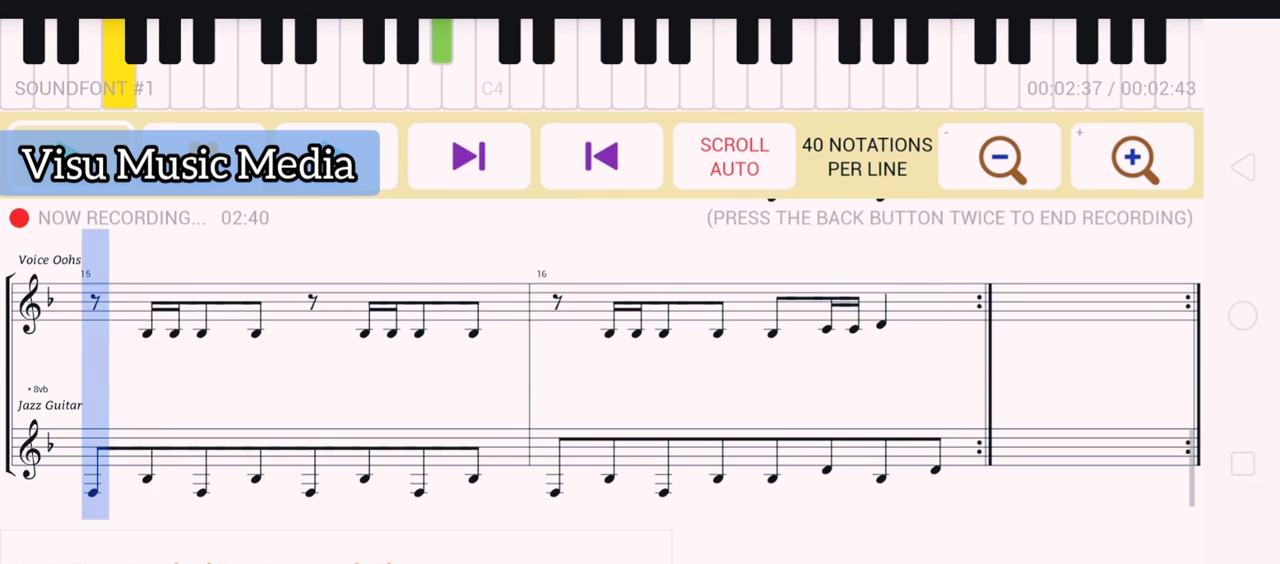 SOUNDFONT #1
C4
00:02:37 / 00:02:43
Visu Music Media
SCROLL
AUTO
40 NOTATIONS
PER LINE
-
+
NOW RECORDING... 02:40
(PRESS THE BACK BUTTON TWICE TO END RECORDING)
Voice Oohs
15
16
• 8vb
Jazz Guitar